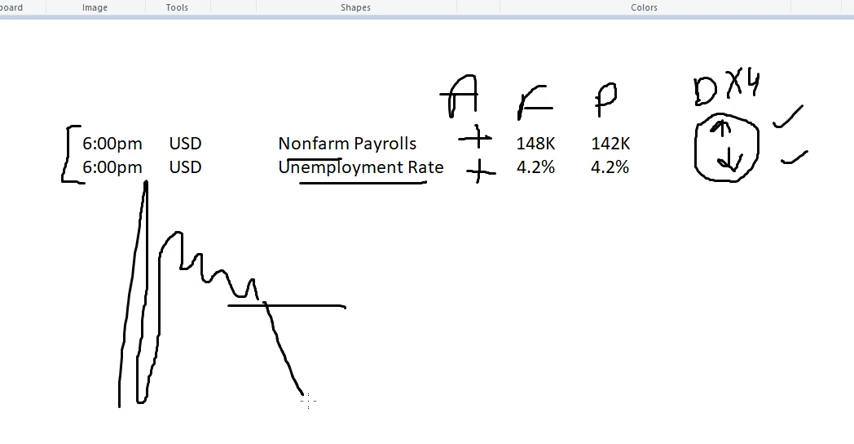 board Image Tools Shapes Colors
A F P DXY
6:00pm USD Nonfarm Payrolls + 148K 142K
6:00pm USD Unemployment Rate + 4.2% 4.2%